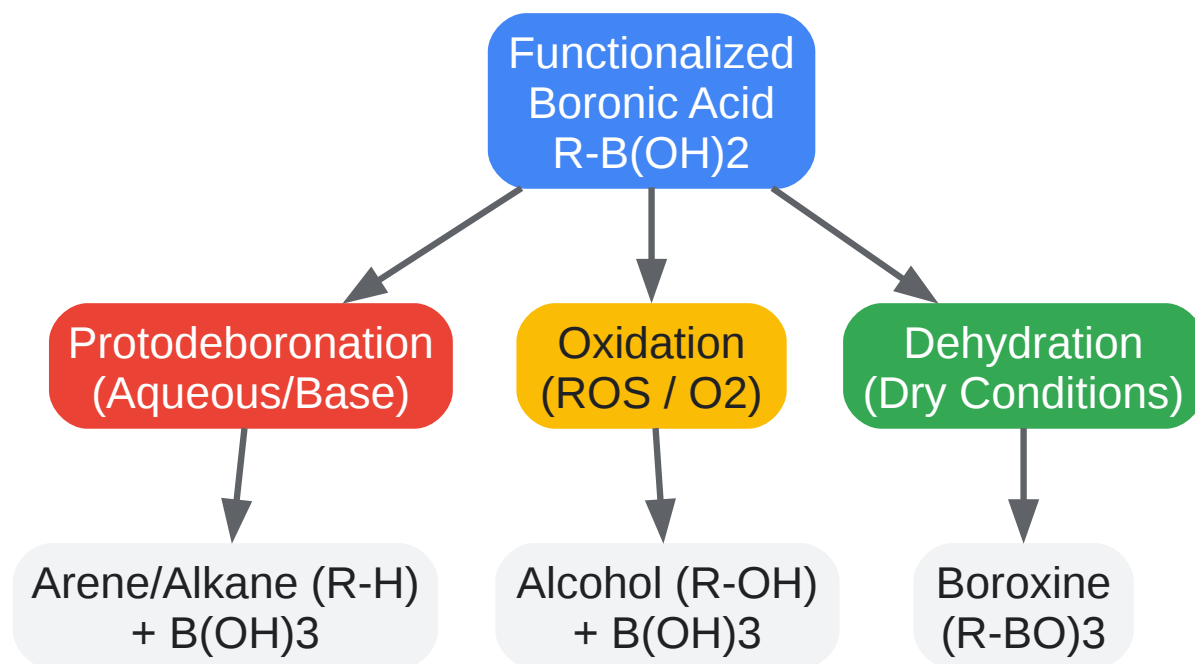 Functionalized
Boronic Acid
R-B(OH)2
Protodeboronation
(Aqueous/Base)
Oxidation
(ROS / O2)
Dehydration
(Dry Conditions)
Arene/Alkane (R-H)
+ B(OH)3
Alcohol (R-OH)
+ B(OH)3
Boroxine
(R-BO)3